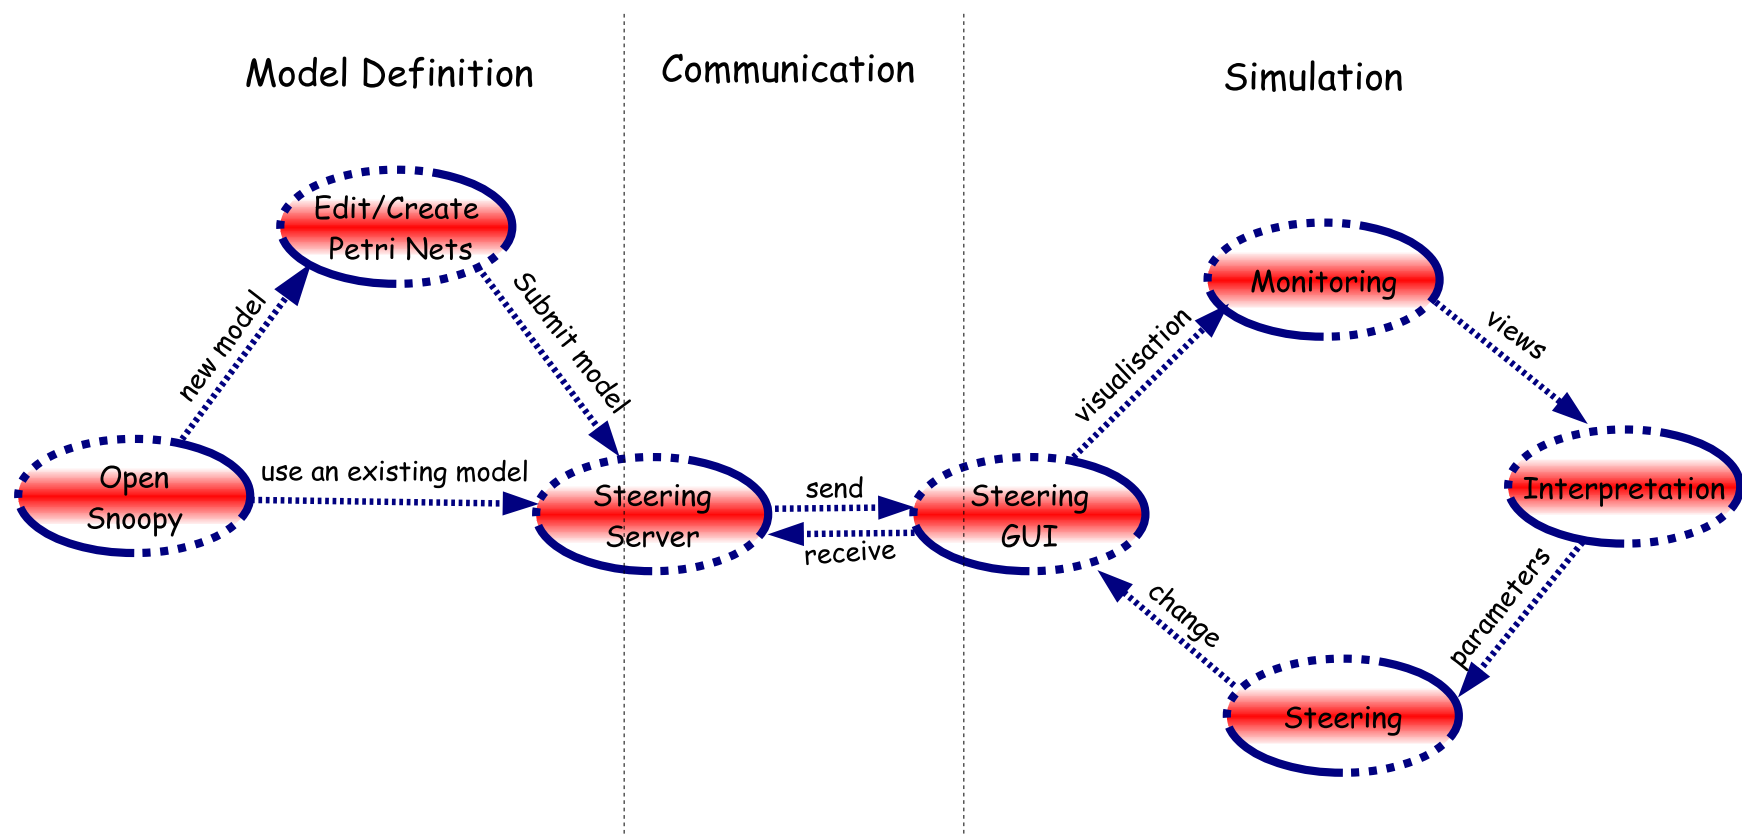 Model Definition
Communication
Simulation
Edit/Create
Petri Nets
new model
Submit model
Open
Snoopy
use an existing model
Steering
Server
send
receive
Steering
GUI
visualisation
Monitoring
views
Interpretation
parameters
Steering
change